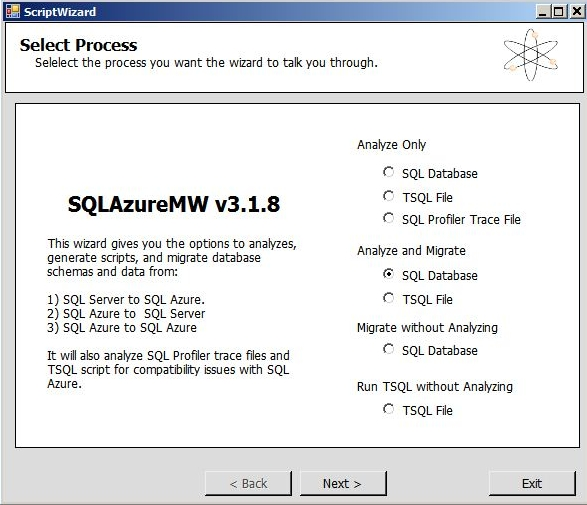 ScriptWizard
Select Process
Selelect the process you want the wizard to talk you through.
SQLAzureMW v3.1.8
This wizard gives you the options to analyzes,
generate scripts, and migrate database
schemas and data from:
1) SQL Server to SQL Azure.
2) SQL Azure to  SQL Server
3) SQL Azure to SQL Azure
It will also analyze SQL Profiler trace files and
TSQL script for compatibility issues with SQL
Azure.
Analyze Only
SQL Database
TSQL File
SQL Profiler Trace File
Analyze and Migrate
SQL Database
TSQL File
Migrate without Analyzing
SQL Database
Run TSQL without Analyzing
TSQL File
< Back
Next >
Exit